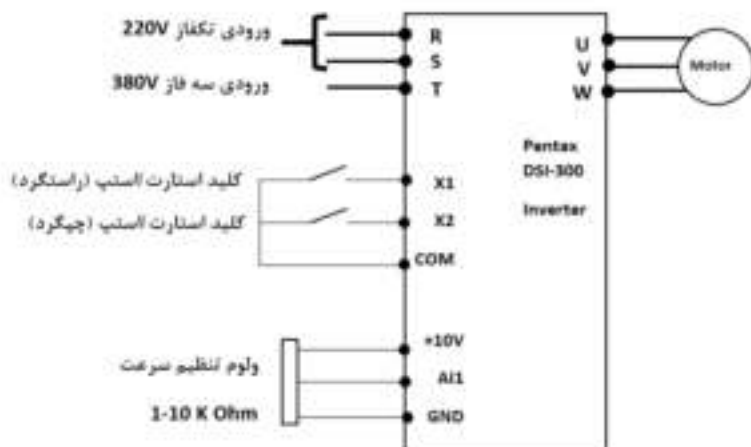 ورودی تکفاز 220V
R
S
ورودی سه فاز 380V
T
U
V
W
Motor
Pentax
DSI-300
Inverter
کلید استارت استپ (راستگرد)
X1
کلید استارت استپ (چپگرد)
X2
COM
+10V
ولوم تنظیم سرعت
AI1
1-10 K Ohm
GND